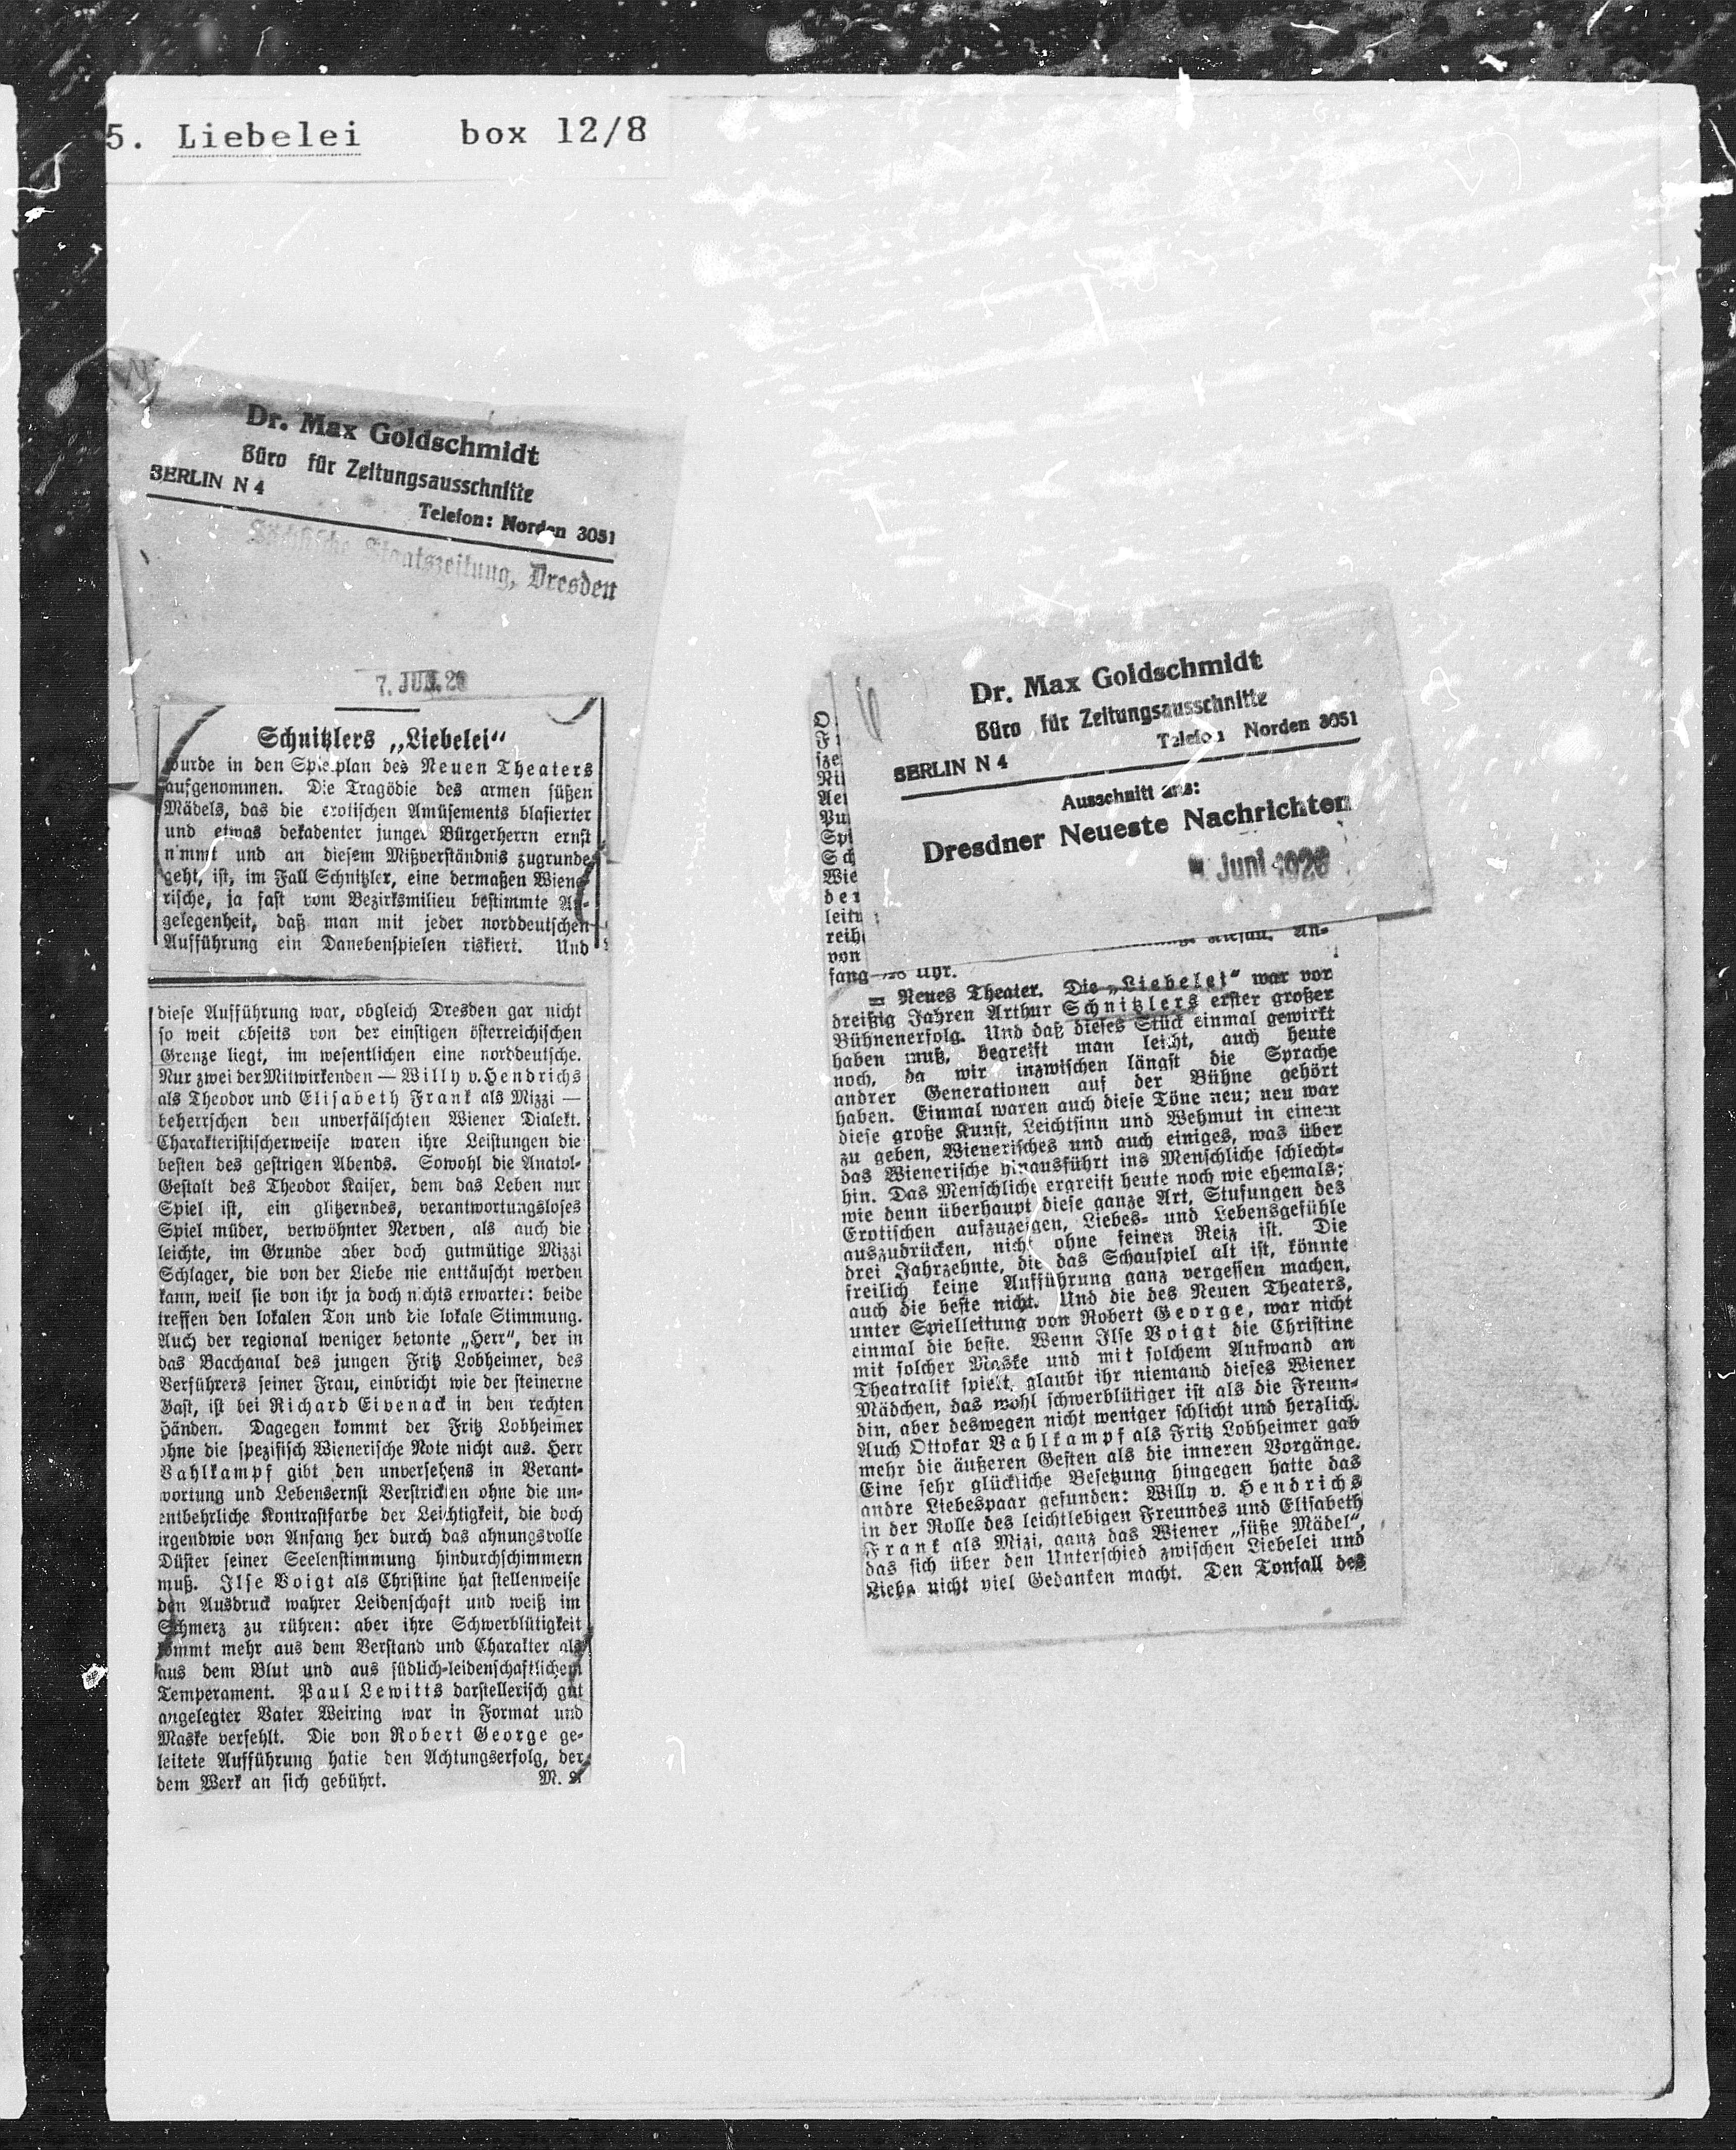 5. Liebelei box 12/8
Dr. Max Goldschmidt
Büro für Zeitungsausschnitte
BERLIN N 4
Telefon: Norden 3051
Sächsische Staatszeitung, Dresden
7. JUN. 26
Schnitzlers „Liebelei“
wurde in den Spielplan des Neuen Theaters
aufgenommen. Die Tragödie des armen süßen
Mädels, das die erotischen Amüsements blasierter
und etwas dekadenter junger Bürgerherrn ernst
nimmt und an diesem Mißverständnis zugrunde
geht, ist, im Fall Schnitzler, eine dermaßen Wiene-
rische, ja fast vom Bezirksmilieu bestimmte An-
gelegenheit, daß man mit jeder norddeutschen
Aufführung ein Danebenspielen riskiert. Und
diese Aufführung war, obgleich Dresden gar nicht
so weit abseits von der einstigen österreichischen
Grenze liegt, im wesentlichen eine norddeutsche.
Nur zwei der Mitwirkenden — Willy v. Hendrichs
als Theodor und Elisabeth Frank als Mizzi —
beherrschen den unverfälschten Wiener Dialekt.
Charakteristischerweise waren ihre Leistungen die
besten des gestrigen Abends. Sowohl die Anatol-
Gestalt des Theodor Kaiser, dem das Leben nur
Spiel ist, ein glitzerndes, verantwortungsloses
Spiel müder, verwöhnter Nerven, als auch die
leichte, im Grunde aber doch gutmütige Mizzi
Schlager, die von der Liebe nie enttäuscht werden
kann, weil sie von ihr ja doch nichts erwartet: beide
treffen den lokalen Ton und die lokale Stimmung.
Auch der regional weniger betonte „Herr“, der in
das Bacchanal des jungen Fritz Lobheimer, des
Verführers seiner Frau, einbricht wie der steinerne
Gast, ist bei Richard Eivenack in den rechten
Händen. Dagegen kommt der Fritz Lobheimer
ohne die spezifisch Wienerische Note nicht aus. Herr
Vahlkampf gibt den unversehens in Verant-
wortung und Lebensernst Verstrickten ohne die un-
entbehrliche Kontrastfarbe der Leichtigkeit, die doch
irgendwie von Anfang her durch das ahnungsvolle
Düster seiner Seelenstimmung hindurchschimmern
muß. Ilse Voigt als Christine hat stellenweise
den Ausdruck wahrer Leidenschaft und weiß im
Schmerz zu rühren: aber ihre Schwerblütigkeit
kommt mehr aus dem Verstand und Charakter als
aus dem Blut und aus südlich-leidenschaftlichem
Temperament. Paul Lewitts darstellerisch gut
angelegter Vater Weiring war in Format und
Maske verfehlt. Die von Robert George ge-
leitete Aufführung hatte den Achtungserfolg, der
dem Werk an sich gebührt. M.
Dr. Max Goldschmidt
Büro für Zeitungsausschnitte
BERLIN N 4
Telefon Norden 3051
Ausschnitt aus:
Dresdner Neueste Nachrichten
Juni 1926
Wie
leitu
reih
von
An-
fang Uhr.
= Neues Theater. Die „Liebelei“ war vor
dreißig Jahren Arthur Schnitzlers erster großer
Bühnenerfolg. Und daß dieses Stück einmal gewirkt
haben muß, begreift man leicht, auch heute
noch, da wir inzwischen längst die Sprache
andrer Generationen auf der Bühne gehört
haben. Einmal waren auch diese Töne neu; neu war
diese große Kunst, Leichtsinn und Wehmut in einem
zu geben, Wienerisches und auch einiges, was über
das Wienerische hinausführt ins Menschliche schlecht-
hin. Das Menschliche ergreift heute noch wie ehemals;
wie denn überhaupt diese ganze Art, Stufungen des
Erotischen aufzuzeigen, Liebes- und Lebensgefühle
auszudrücken, nicht ohne feinen Reiz ist. Die
drei Jahrzehnte, die das Schauspiel alt ist, könnte
freilich keine Aufführung ganz vergessen machen,
auch die beste nicht. Und die des Neuen Theaters,
unter Spielleitung von Robert George, war nicht
einmal die beste. Wenn Ilse Voigt die Christine
mit solcher Maske und mit solchem Aufwand an
Theatralik spielt, glaubt ihr niemand dieses Wiener
Mädchen, das wohl schwerblütiger ist als die Freun-
din, aber deswegen nicht weniger schlicht und herzlich.
Auch Ottokar Vahlkampf als Fritz Lobheimer gab
mehr die äußeren Gesten als die inneren Vorgänge.
Eine sehr glückliche Besetzung hingegen hatte das
andre Liebespaar gefunden: Willy v. Hendrichs
in der Rolle des leichtlebigen Freundes und Elisabeth
Frank als Mizi, ganz das Wiener „süße Mädel“,
das sich über den Unterschied zwischen Liebelei und
Liebe nicht viel Gedanken macht. Den Tonfall des